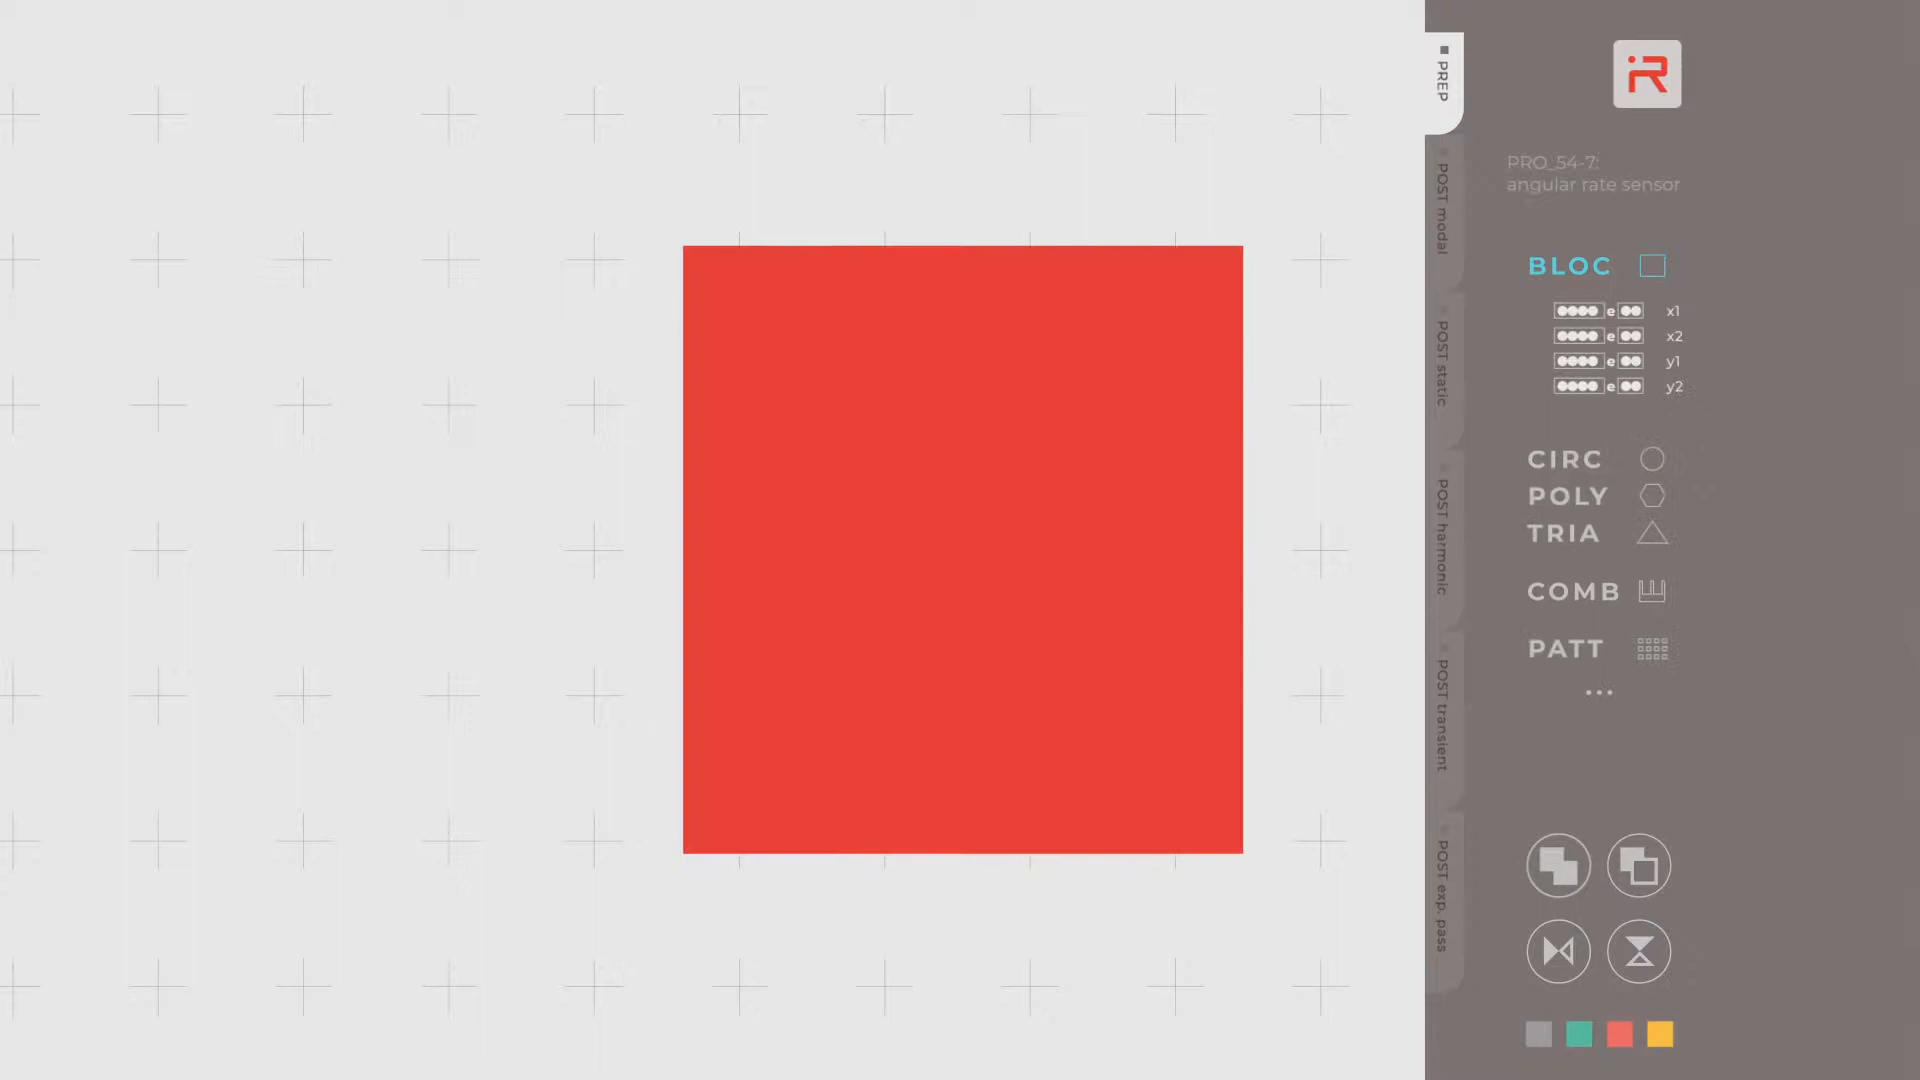 PREP
POST modal
POST static
POST harmonic
POST transient
POST exp. pass
iR
PRO_54-7:
angular rate sensor
BLOC
e x1
e x2
e y1
e y2
CIRC
POLY
TRIA
COMB
PATT
...